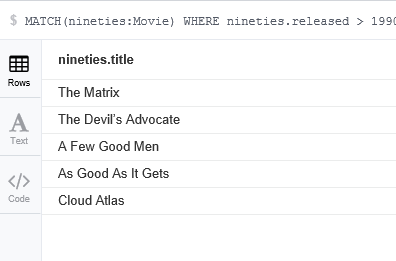 $ MATCH(nineties:Movie) WHERE nineties.released > 1990
nineties.title
Rows
The Matrix
The Devil's Advocate
Text
A Few Good Men
As Good As It Gets
Code
Cloud Atlas